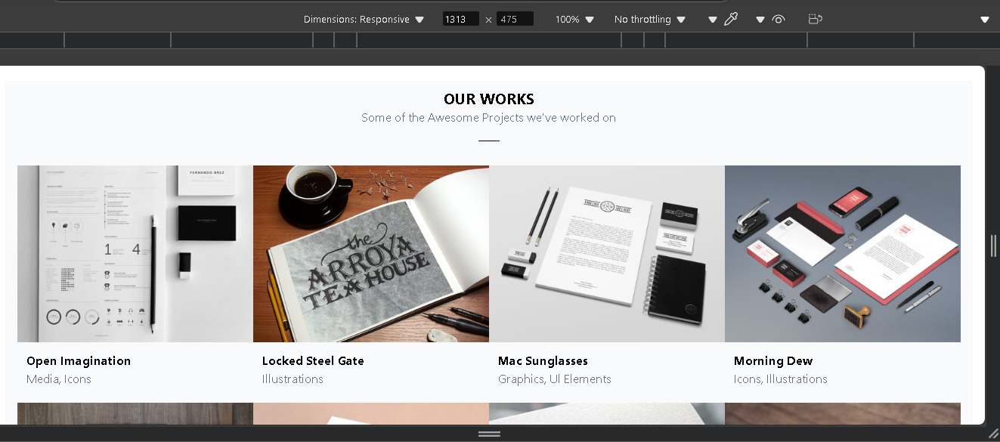 Dimensions: Responsive 1313 × 475 100% No throttling
OUR WORKS
Some of the Awesome Projects we've worked on
FERNANDO BÁEZ
1 4
the
ARROYA
TEA HOUSE
Open Imagination
Locked Steel Gate
Mac Sunglasses
Morning Dew
Media, Icons
Illustrations
Graphics, UI Elements
Icons, Illustrations